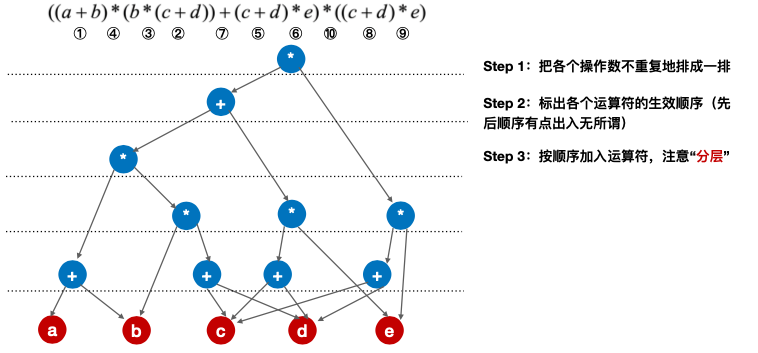 ((a+b)*(b*(c+d))+(c+d)*e)*((c+d)*e)
① ④ ③ ② ⑦ ⑤ ⑥ ⑩ ⑧ ⑨
*
Step 1：把各个操作数不重复地排成一排
+
Step 2：标出各个运算符的生效顺序（先
后顺序有点出入无所谓）
*
Step 3：按顺序加入运算符，注意“分层”
* * *
+ + + +
a b c d e